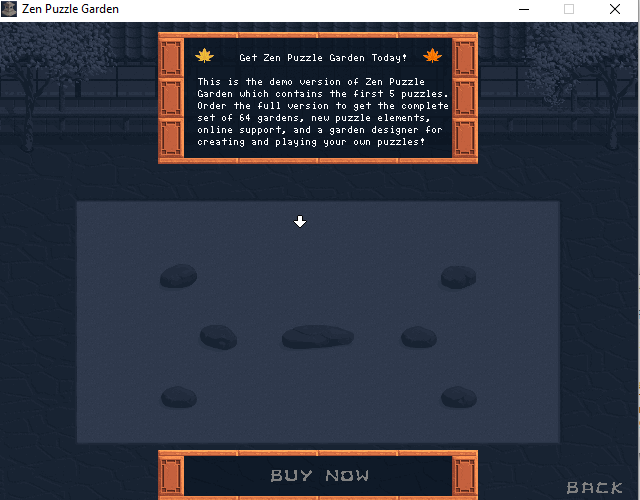 Zen Puzzle Garden
Get Zen Puzzle Garden Today!
This is the demo version of Zen Puzzle
Garden which contains the first 5 puzzles.
Order the full version to get the complete
set of 64 gardens, new puzzle elements,
online support, and a garden designer for
creating and playing your own puzzles!
BUY NOW
BACK